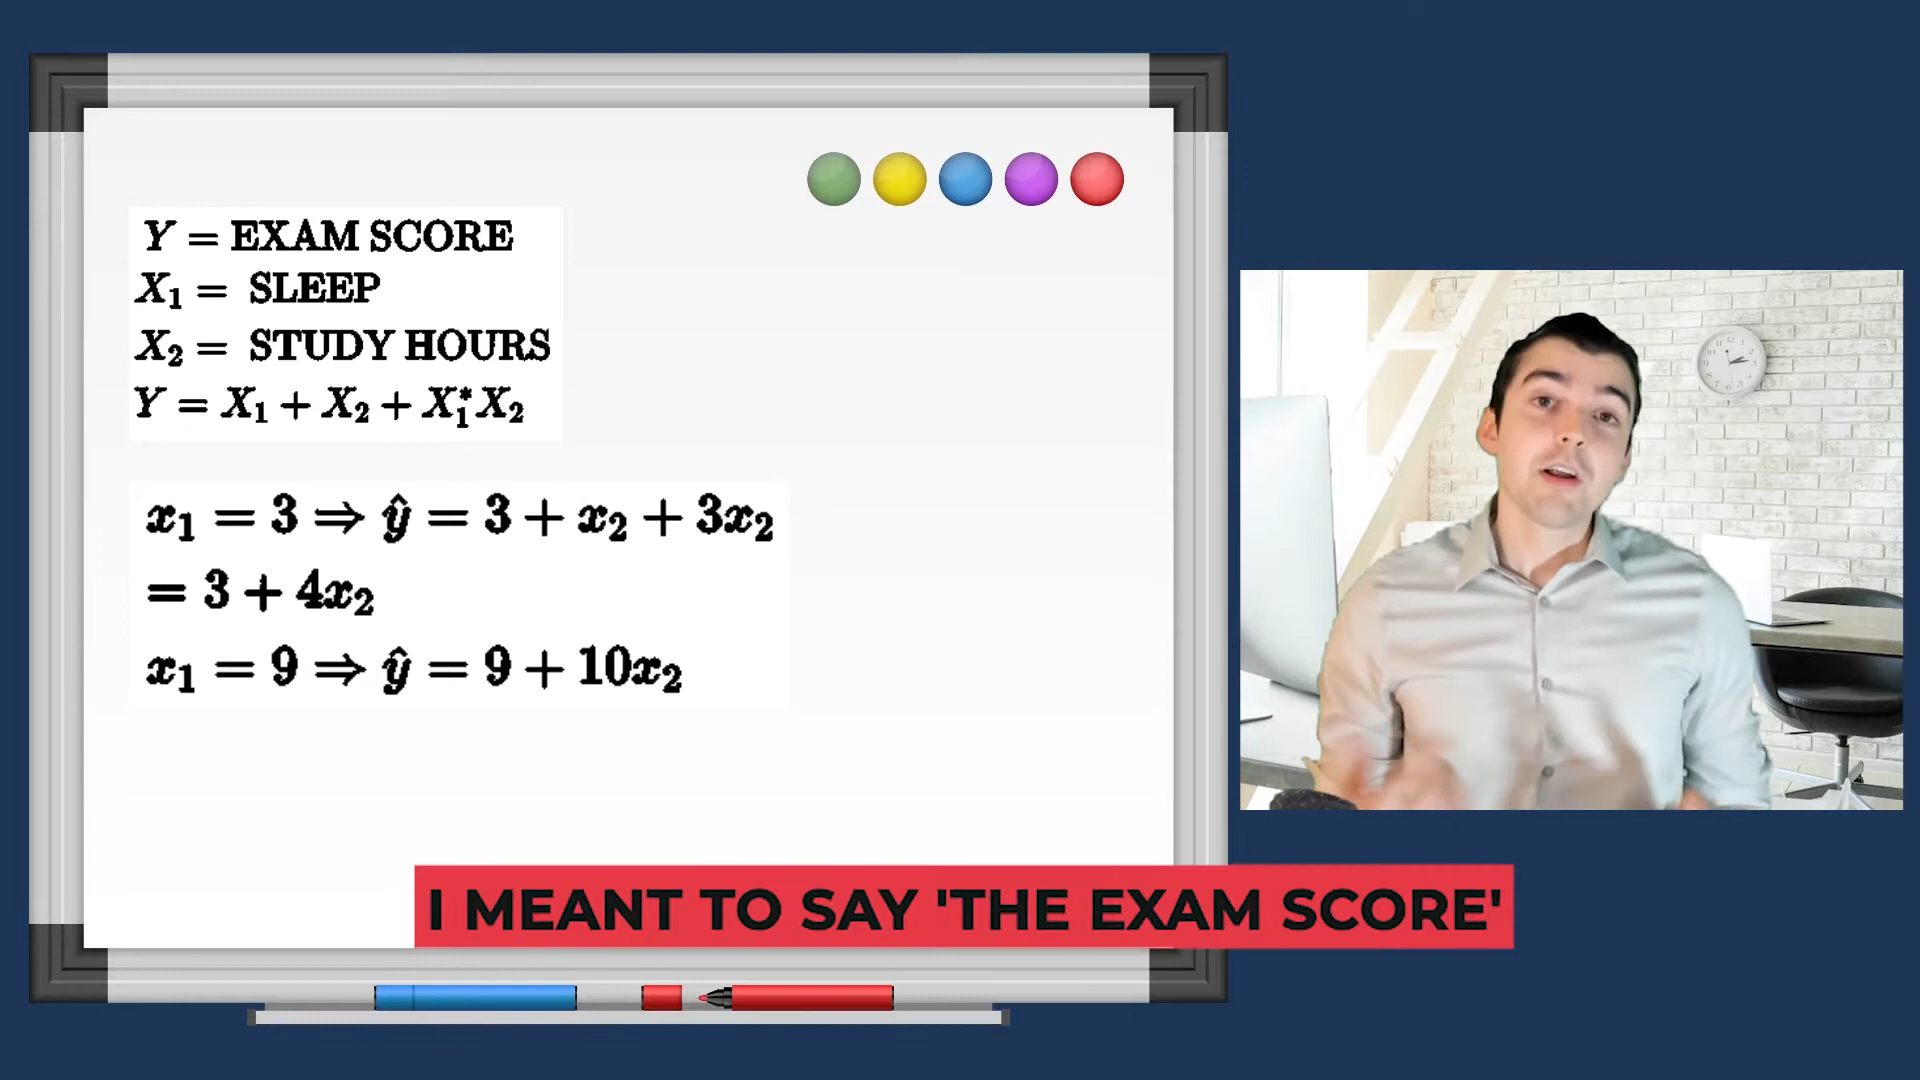 Y = EXAM SCORE
X₁ = SLEEP
X₂ = STUDY HOURS
Y = X₁ + X₂ + X₁*X₂
x₁ = 3 ⇒ ŷ = 3 + x₂ + 3x₂
= 3 + 4x₂
x₁ = 9 ⇒ ŷ = 9 + 10x₂
I MEANT TO SAY 'THE EXAM SCORE'